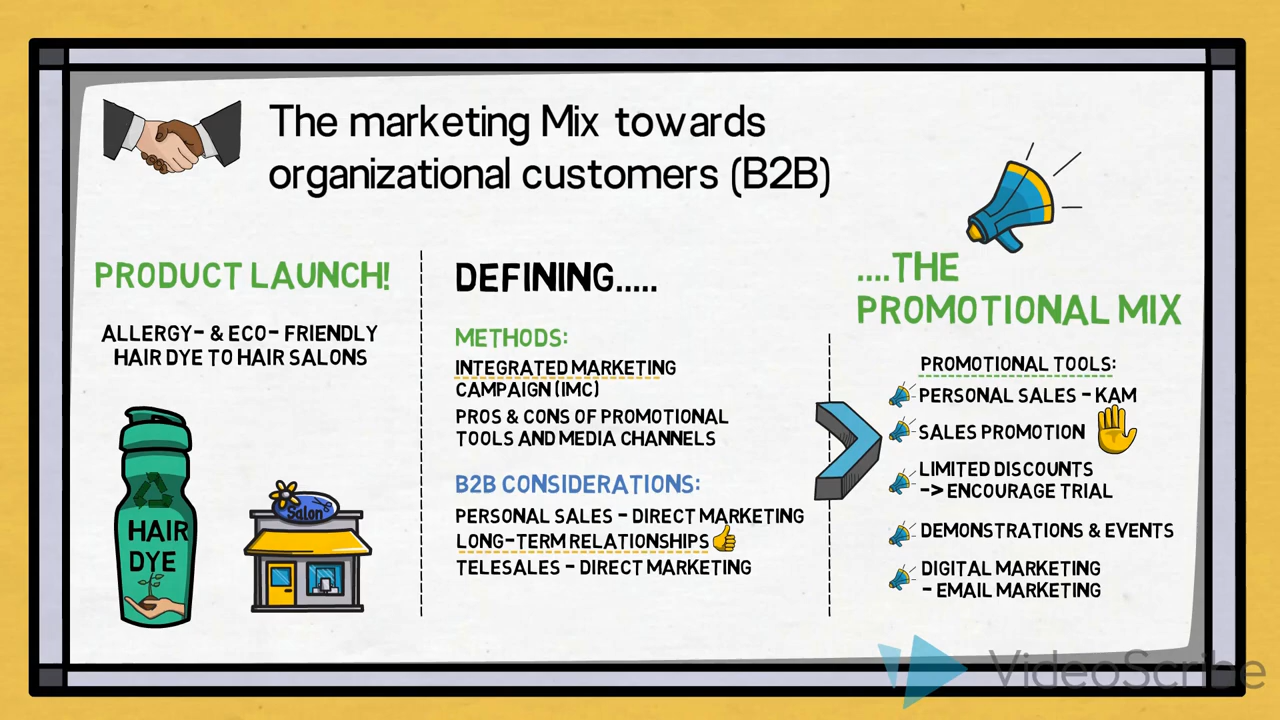 The marketing Mix towards
organizational customers (B2B)
PRODUCT LAUNCH!
ALLERGY- & ECO- FRIENDLY
HAIR DYE TO HAIR SALONS
HAIR
DYE
Salon
DEFINING.....
METHODS:
INTEGRATED MARKETING
CAMPAIGN (IMC)
PROS & CONS OF PROMOTIONAL
TOOLS AND MEDIA CHANNELS
B2B CONSIDERATIONS:
PERSONAL SALES - DIRECT MARKETING
LONG-TERM RELATIONSHIPS
TELESALES - DIRECT MARKETING
....THE
PROMOTIONAL MIX
PROMOTIONAL TOOLS:
PERSONAL SALES - KAM
SALES PROMOTION
LIMITED DISCOUNTS
-> ENCOURAGE TRIAL
DEMONSTRATIONS & EVENTS
DIGITAL MARKETING
- EMAIL MARKETING
VideoScribe